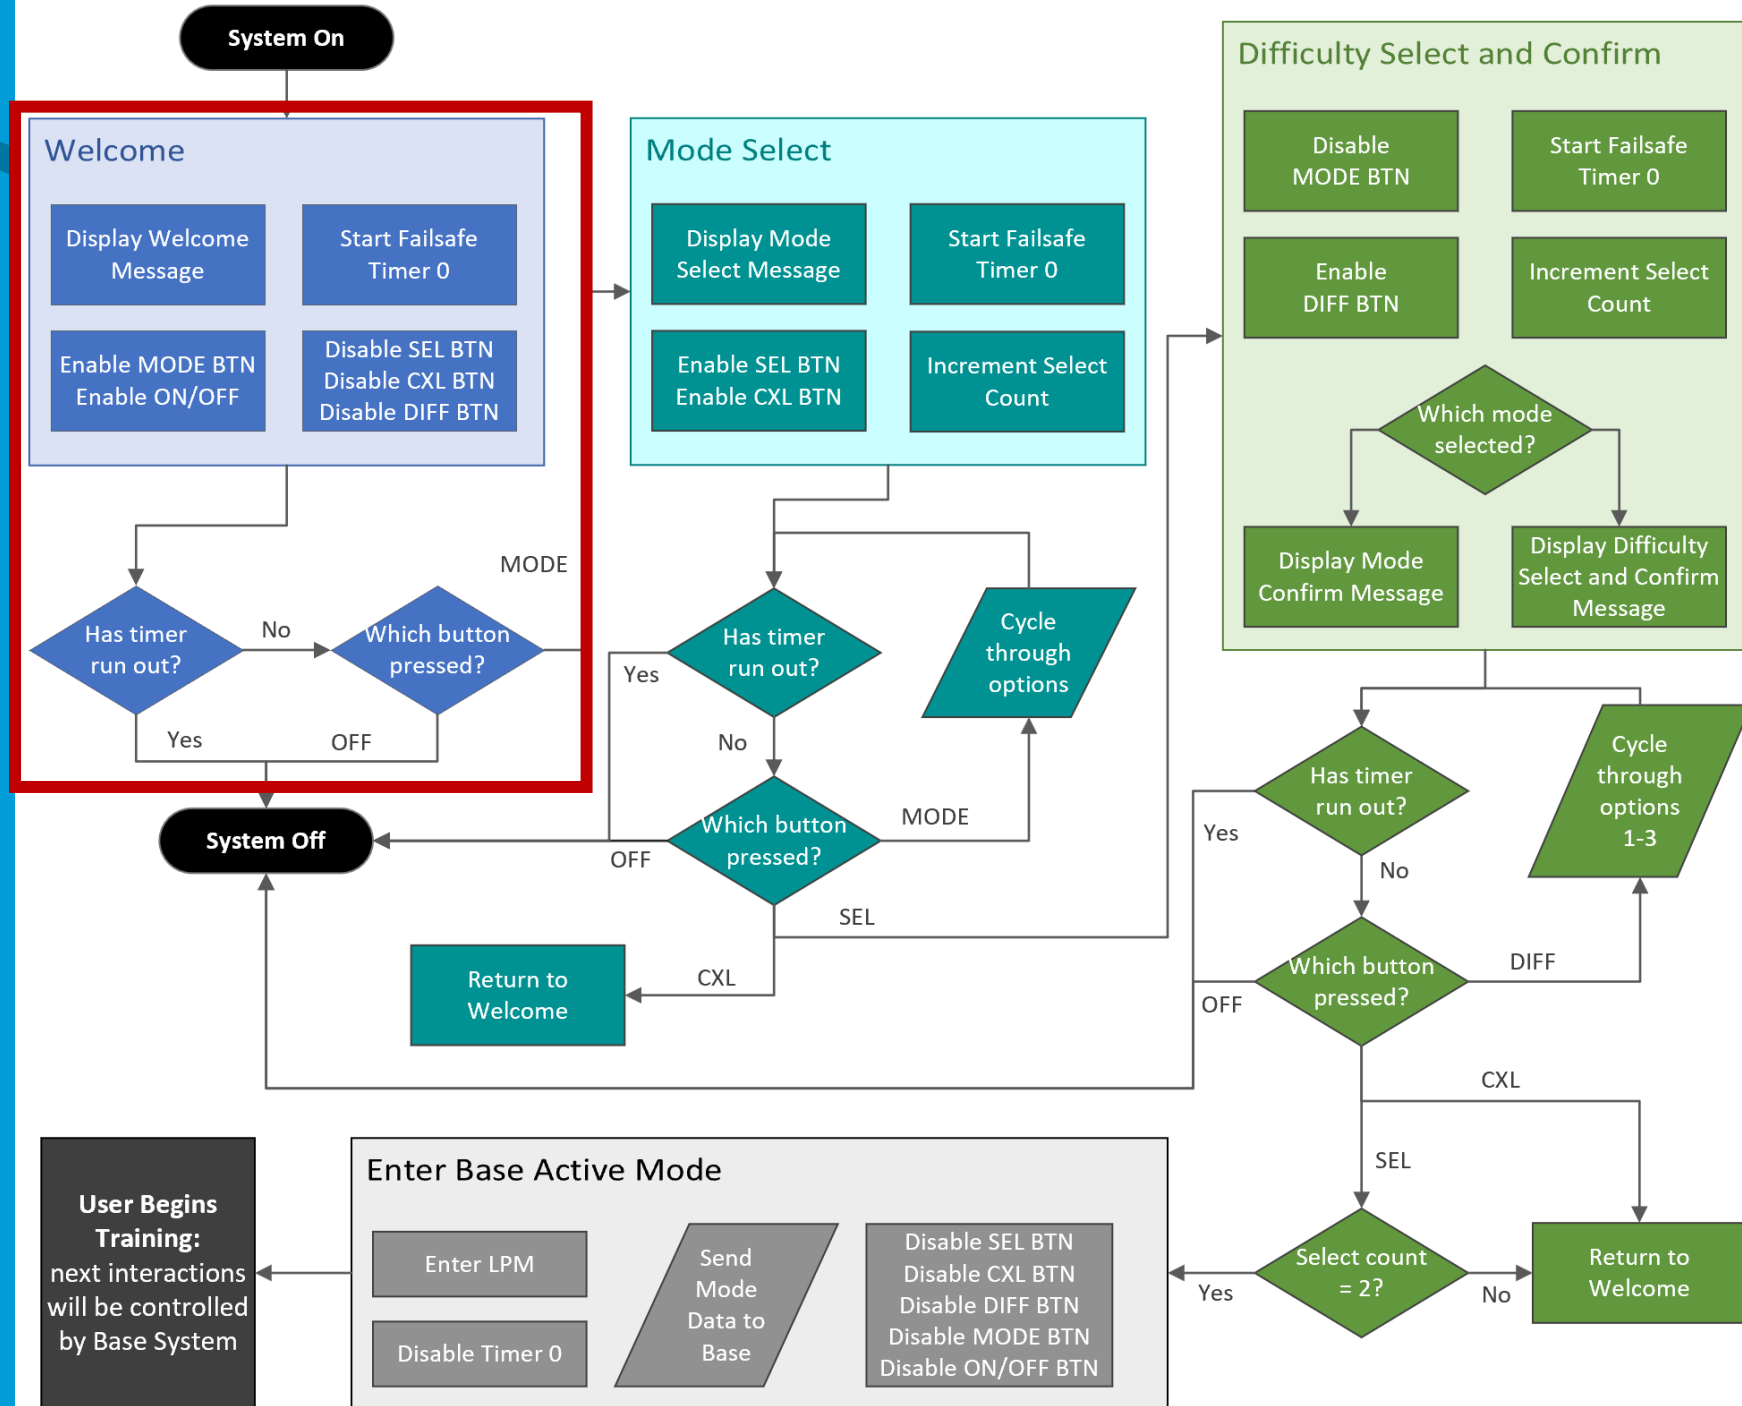 System On
Welcome
Display Welcome
Message
Start Failsafe
Timer 0
Enable MODE BTN
Enable ON/OFF
Disable SEL BTN
Disable CXL BTN
Disable DIFF BTN
Has timer
run out?
No
Which button
pressed?
MODE
Yes
OFF
System Off
Mode Select
Display Mode
Select Message
Start Failsafe
Timer 0
Enable SEL BTN
Enable CXL BTN
Increment Select
Count
Has timer
run out?
Yes
No
Cycle
through
options
Which button
pressed?
MODE
OFF
SEL
CXL
Return to
Welcome
Difficulty Select and Confirm
Disable
MODE BTN
Start Failsafe
Timer 0
Enable
DIFF BTN
Increment Select
Count
Which mode
selected?
Display Mode
Confirm Message
Display Difficulty
Select and Confirm
Message
Has timer
run out?
Yes
No
Cycle
through
options
1-3
Which button
pressed?
DIFF
OFF
CXL
SEL
Select count
= 2?
Yes
No
Return to
Welcome
Enter Base Active Mode
Enter LPM
Disable Timer 0
Send
Mode
Data to
Base
Disable SEL BTN
Disable CXL BTN
Disable DIFF BTN
Disable MODE BTN
Disable ON/OFF BTN
User Begins
Training:
next interactions
will be controlled
by Base System